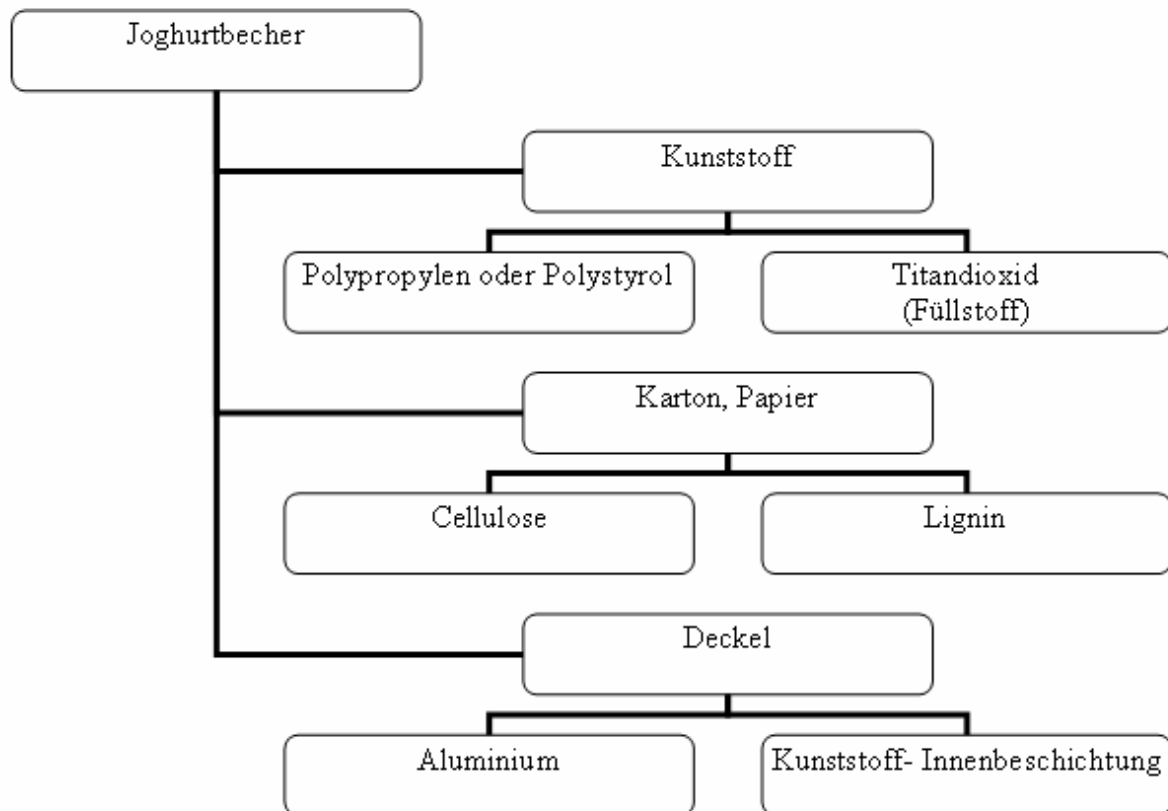 Joghurtbecher
Kunststoff
Polypropylen oder Polystyrol
Titandioxid
(Füllstoff)
Karton, Papier
Cellulose
Lignin
Deckel
Aluminium
Kunststoff- Innenbeschichtung